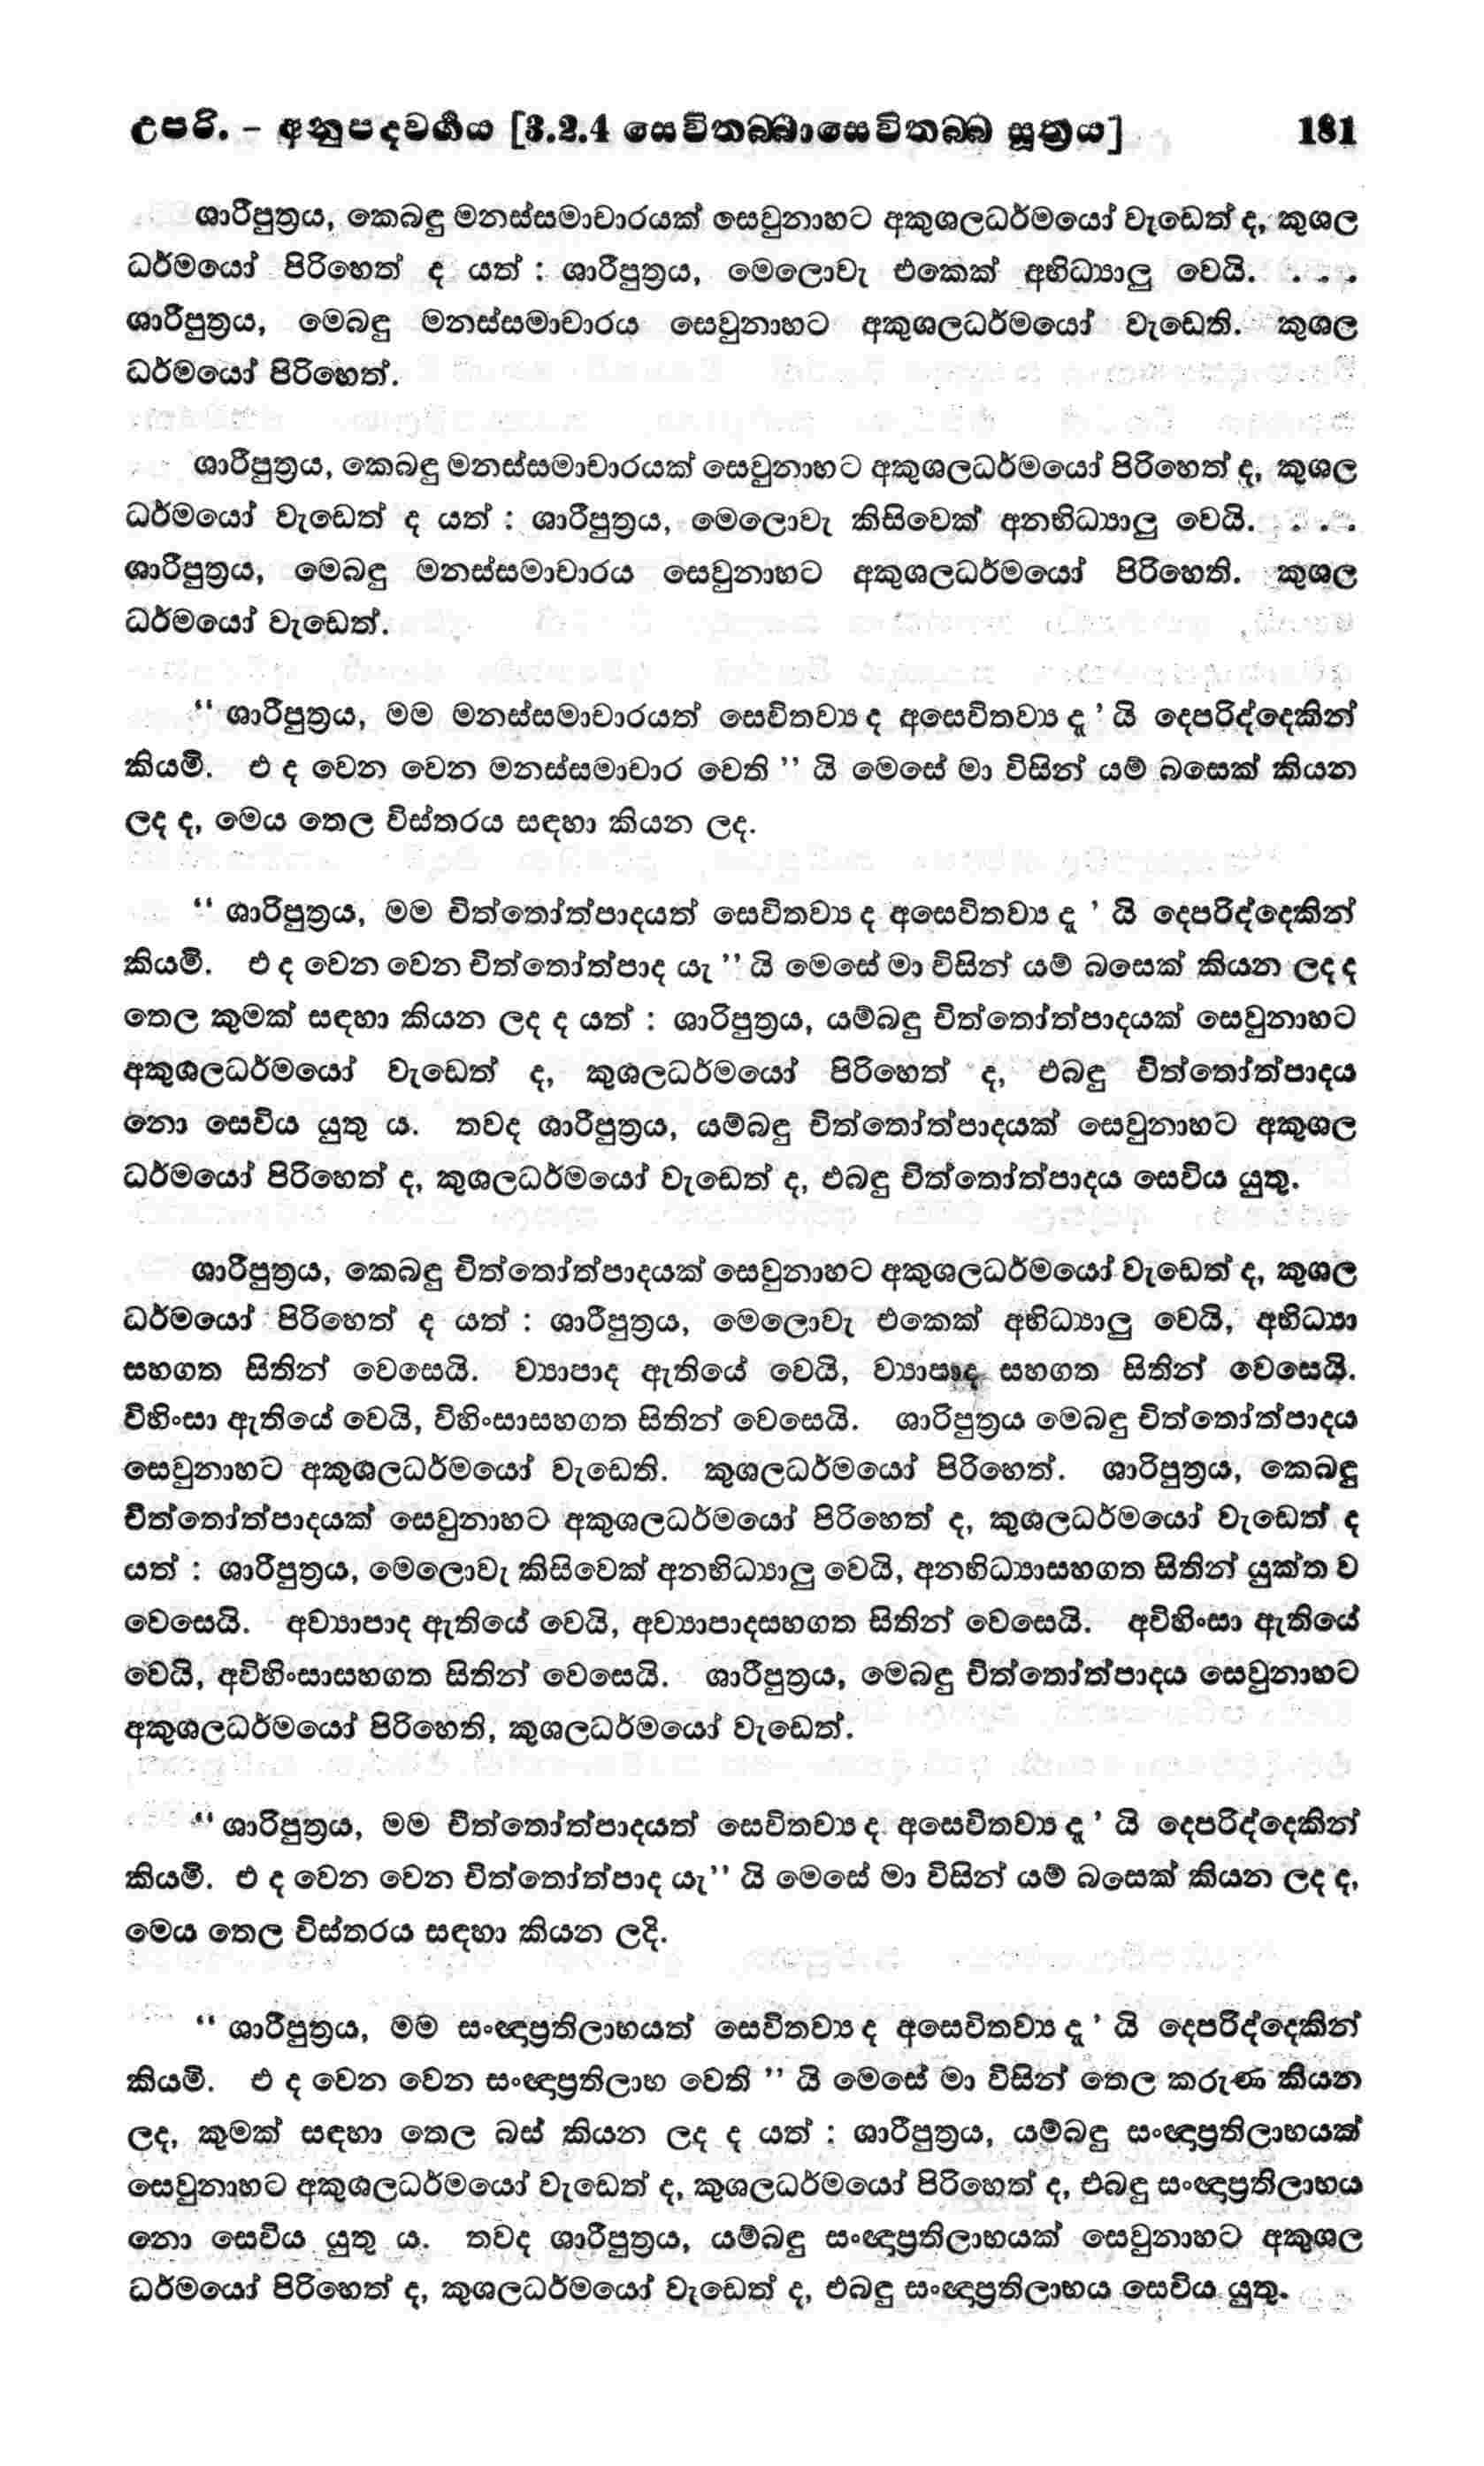 උපරි. - අනුපදවර්‍ගය [3.2.4 සෙවිතබ්බාසෙවිතබ්බ සූත්‍රය] 181
ශාරීපුත්‍රය, කෙබඳු මනස්සමාචාරයක් සෙවුනාහට අකුශලධර්මයෝ වැඩෙත් ද, කුශල
ධර්මයෝ පිරිහෙත් ද යත් : ශාරීපුත්‍රය, මෙලොවැ එකෙක් අභිධ්‍යාලු වෙයි. . . .
ශාරීපුත්‍රය, මෙබඳු මනස්සමාචාරය සෙවුනාහට අකුශලධර්මයෝ වැඩෙති. කුශල
ධර්මයෝ පිරිහෙත්.
ශාරීපුත්‍රය, කෙබඳු මනස්සමාචාරයක් සෙවුනාහට අකුශලධර්මයෝ පිරිහෙත් ද, කුශල
ධර්මයෝ වැඩෙත් ද යත් : ශාරීපුත්‍රය, මෙලොවැ කිසිවෙක් අනභිධ්‍යාලු වෙයි. . . .
ශාරීපුත්‍රය, මෙබඳු මනස්සමාචාරය සෙවුනාහට අකුශලධර්මයෝ පිරිහෙති. කුශල
ධර්මයෝ වැඩෙත්.
“ ශාරීපුත්‍රය, මම මනස්සමාචාරයත් සෙවිතව්‍ය ද අසෙවිතව්‍ය දැ ’ යි දෙපරිද්දෙකින්
කියමි. එ ද වෙන වෙන මනස්සමාචාර වෙති ” යි මෙසේ මා විසින් යම් බසෙක් කියන
ලද ද, මෙය තෙල විස්තරය සඳහා කියන ලද.
“ ශාරිපුත්‍රය, මම චිත්තෝත්පාදයත් සෙවිතව්‍ය ද අසෙවිතව්‍ය දැ ’ යි දෙපරිද්දෙකින්
කියමි. එ ද වෙන වෙන චිත්තෝත්පාද යැ ” යි මෙසේ මා විසින් යම් බසෙක් කියන ලද ද
තෙල කුමක් සඳහා කියන ලද ද යත් : ශාරිපුත්‍රය, යම්බඳු චිත්තෝත්පාදයක් සෙවුනාහට
අකුශලධර්මයෝ වැඩෙත් ද, කුශලධර්මයෝ පිරිහෙත් ද, එබඳු චිත්තෝත්පාදය
නො සෙවිය යුතු ය. තවද ශාරීපුත්‍රය, යම්බඳු චිත්තෝත්පාදයක් සෙවුනාහට අකුශල
ධර්මයෝ පිරිහෙත් ද, කුශලධර්මයෝ වැඩෙත් ද, එබඳු චිත්තෝත්පාදය සෙවිය යුතු.
ශාරීපුත්‍රය, කෙබඳු චිත්තෝත්පාදයක් සෙවුනාහට අකුශලධර්මයෝ වැඩෙත් ද, කුශල
ධර්මයෝ පිරිහෙත් ද යත් : ශාරීපුත්‍රය, මෙලොවැ එකෙක් අභිධ්‍යාලු වෙයි, අභිධ්‍යා
සහගත සිතින් වෙසෙයි. ව්‍යාපාද ඇතියේ වෙයි, ව්‍යාපාද සහගත සිතින් වෙසෙයි.
විහිංසා ඇතියේ වෙයි, විහිංසාසහගත සිතින් වෙසෙයි. ශාරිපුත්‍රය මෙබඳු චිත්තෝත්පාදය
සෙවුනාහට අකුශලධර්මයෝ වැඩෙති. කුශලධර්මයෝ පිරිහෙත්. ශාරිපුත්‍රය, කෙබඳු
චිත්තෝත්පාදයක් සෙවුනාහට අකුශලධර්මයෝ පිරිහෙත් ද, කුශලධර්මයෝ වැඩෙත් ද
යත් : ශාරීපුත්‍රය, මෙලොවැ කිසිවෙක් අනභිධ්‍යාලු වෙයි, අනභිධ්‍යාසහගත සිතින් යුක්ත ව
වෙසෙයි. අව්‍යාපාද ඇතියේ වෙයි, අව්‍යාපාදසහගත සිතින් වෙසෙයි. අවිහිංසා ඇතියේ
වෙයි, අවිහිංසාසහගත සිතින් වෙසෙයි. ශාරීපුත්‍රය, මෙබඳු චිත්තෝත්පාදය සෙවුනාහට
අකුශලධර්මයෝ පිරිහෙති, කුශලධර්මයෝ වැඩෙත්.
“ ශාරිපුත්‍රය, මම චිත්තෝත්පාදයත් සෙවිතව්‍ය ද අසෙවිතව්‍ය දැ ’ යි දෙපරිද්දෙකින්
කියමි. එ ද වෙන වෙන චිත්තෝත්පාද යැ” යි මෙසේ මා විසින් යම් බසෙක් කියන ලද ද,
මෙය තෙල විස්තරය සඳහා කියන ලදි.
“ ශාරීපුත්‍රය, මම සංඥාප්‍රතිලාභයත් සෙවිතව්‍ය ද අසෙවිතව්‍ය දැ ’ යි දෙපරිද්දෙකින්
කියමි. එ ද වෙන වෙන සංඥාප්‍රතිලාභ වෙති ” යි මෙසේ මා විසින් තෙල කරුණ කියන
ලද, කුමක් සඳහා තෙල බස් කියන ලද ද යත් : ශාරීපුත්‍රය, යම්බඳු සංඥාප්‍රතිලාභයක්
සෙවුනාහට අකුශලධර්මයෝ වැඩෙත් ද, කුශලධර්මයෝ පිරිහෙත් ද, එබඳු සංඥාප්‍රතිලාභය
නො සෙවිය යුතු ය. තවද ශාරීපුත්‍රය, යම්බඳු සංඥාප්‍රතිලාභයක් සෙවුනාහට අකුශල
ධර්මයෝ පිරිහෙත් ද, කුශලධර්මයෝ වැඩෙත් ද, එබඳු සංඥාප්‍රතිලාභය සෙවිය යුතු.